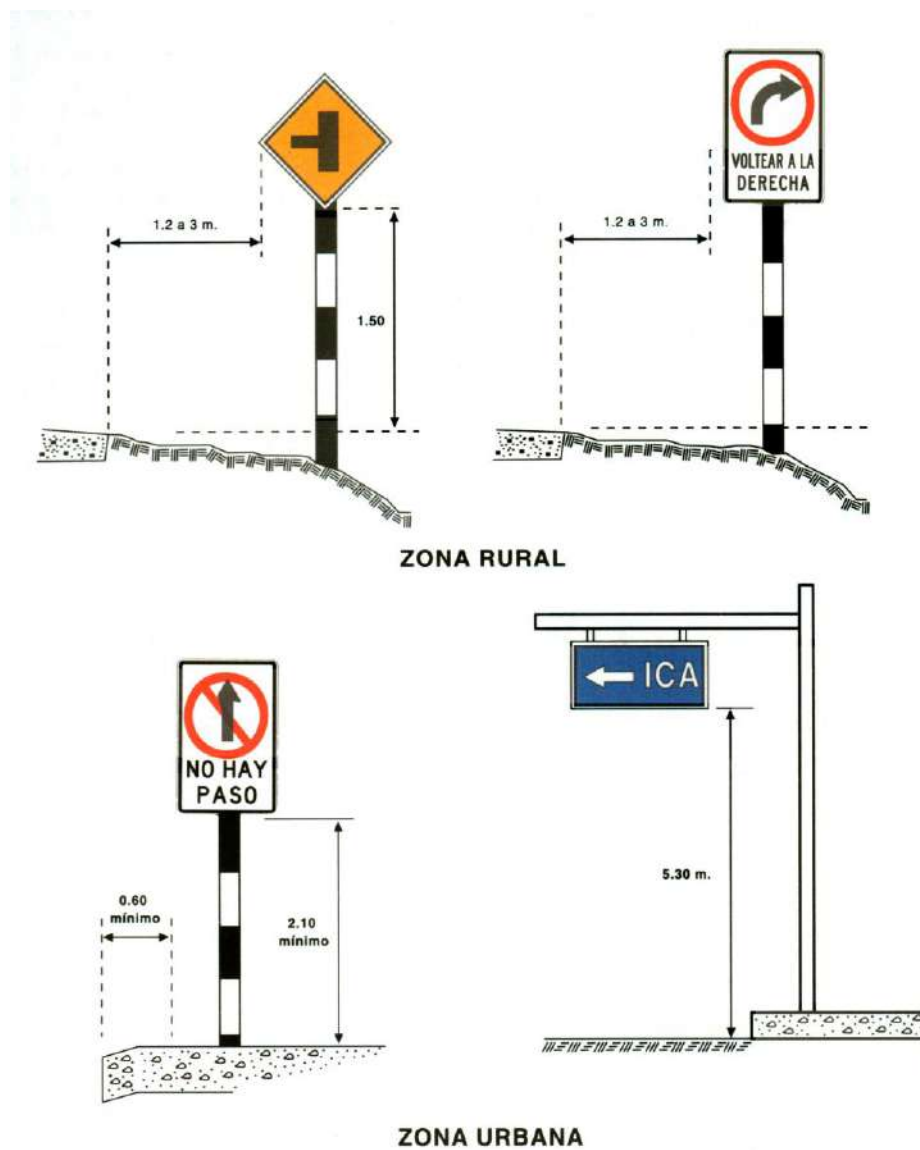 1.2 a 3 m.
1.50
VOLTEAR A LA
DERECHA
1.2 a 3 m.
ZONA RURAL
NO HAY
PASO
0.60
mínimo
2.10
mínimo
ICA
5.30 m.
ZONA URBANA